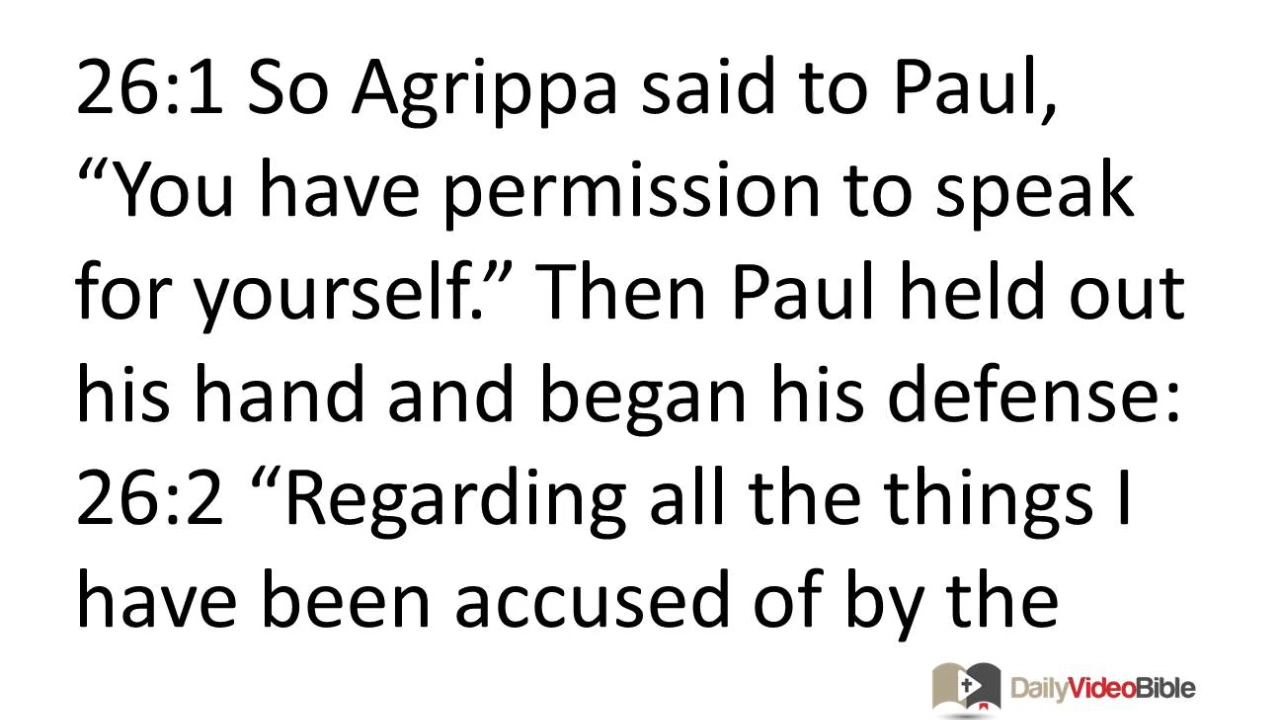 26:1 So Agrippa said to Paul,
“You have permission to speak
for yourself.” Then Paul held out
his hand and began his defense:
26:2 “Regarding all the things I
have been accused of by the
DailyVideoBible